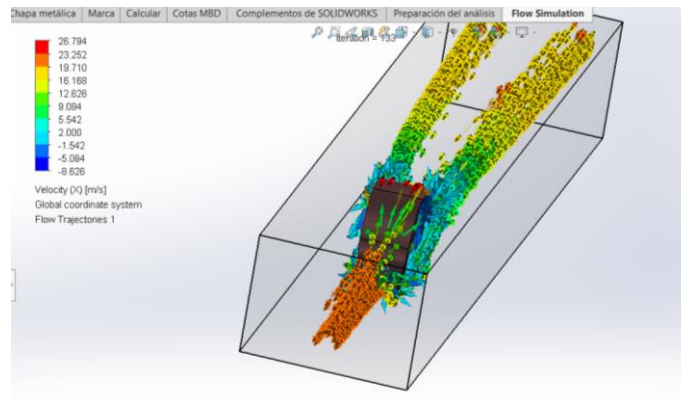 Chapa metálica Marca Calcular Cotas MBD Complementos de SOLIDWORKS Preparación del análisis Flow Simulation
Iteration = 133
26.794
23.252
19.710
16.168
12.626
9.084
5.542
2.000
-1.542
-5.084
-8.626
Velocity (X) [m/s]
Global coordinate system
Flow Trajectories 1